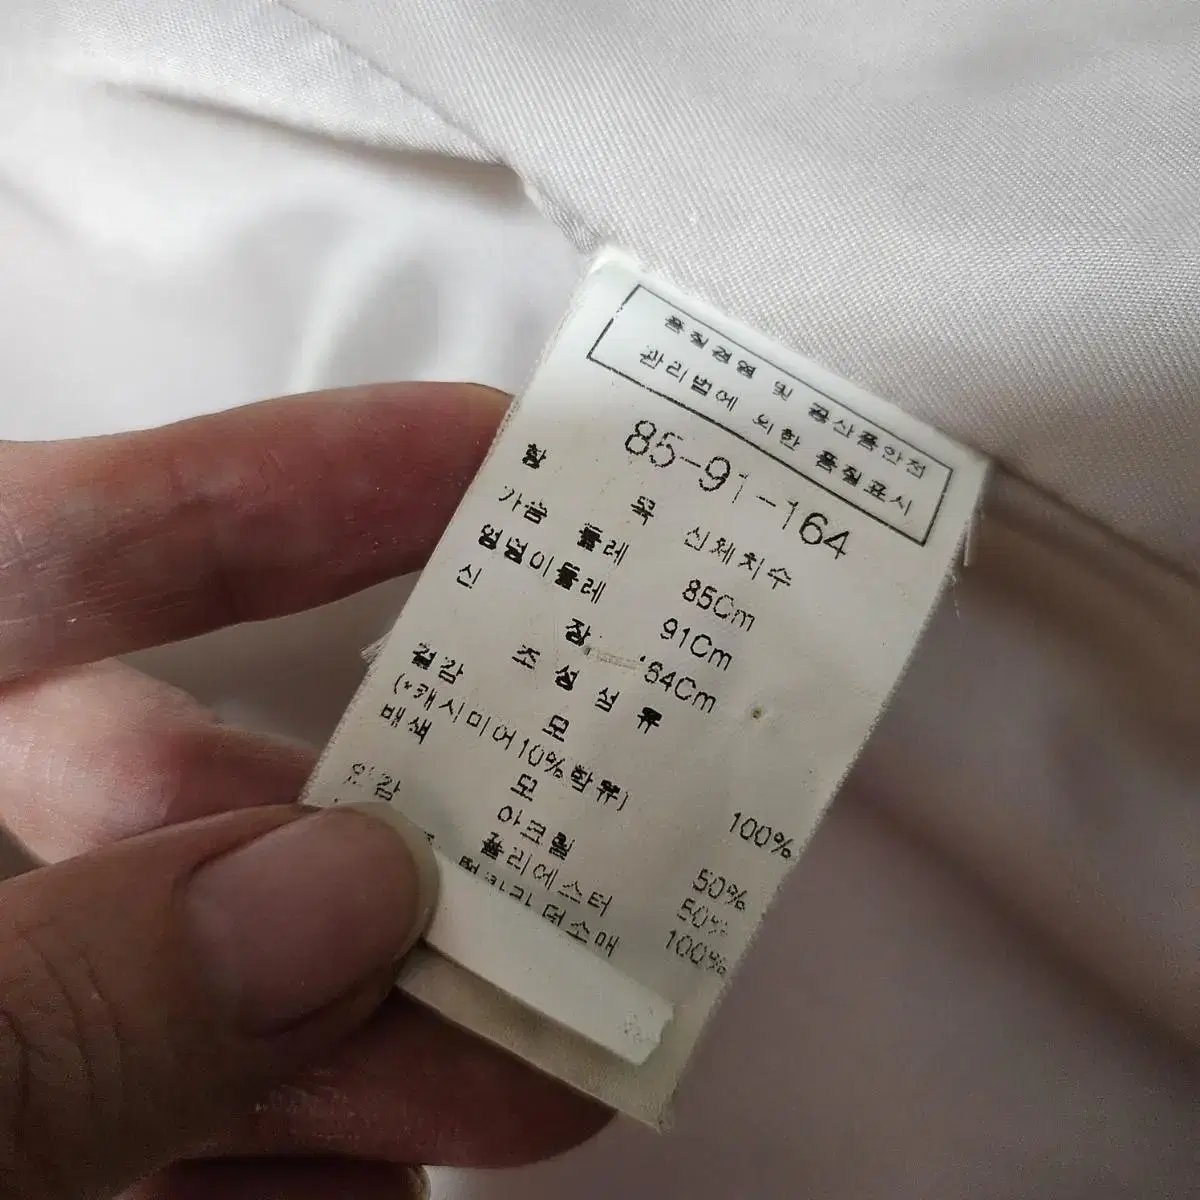 품질경영 및 공산품안전
관리법에 의한 품질표시
85-91-164
항 목 신체치수
가슴 둘레 85Cm
엉덩이둘레 91Cm
신 장 164Cm
조 성 섬 유
겉감 모 100%
(*캐시미어10%함유)
배색 모 50%
아크릴 50%
안감 폴리에스터 100%
소매